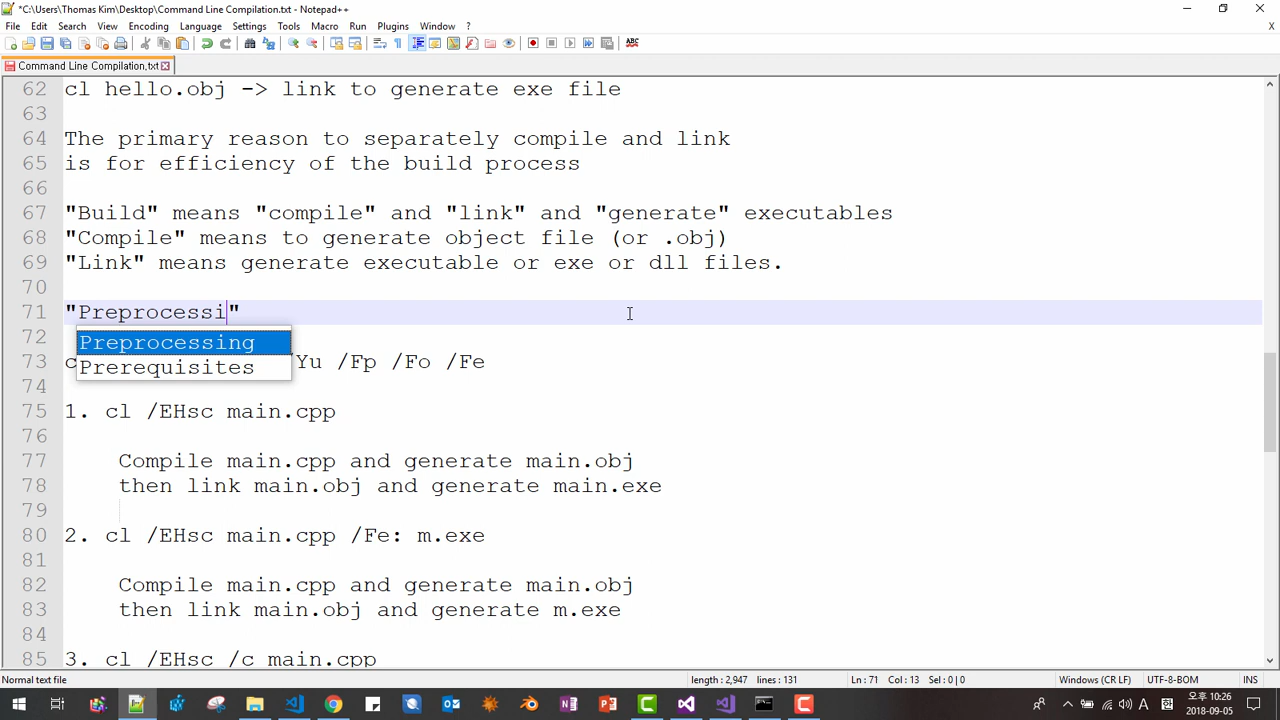 *C:\Users\Thomas Kim\Desktop\Command Line Compilation.txt - Notepad++
File Edit Search View Encoding Language Settings Tools Macro Run Plugins Window ?
X
Command Line Compilation.txt
62 cl hello.obj -> link to generate exe file
63
64 The primary reason to separately compile and link
65 is for efficiency of the build process
66
67 "Build" means "compile" and "link" and "generate" executables
68 "Compile" means to generate object file (or .obj)
69 "Link" means generate executable or exe or dll files.
70
71 "Preprocessi"
72
Preprocessing
73 c /Yu /Fp /Fo /Fe
Prerequisites
74
75 1. cl /EHsc main.cpp
76
77 Compile main.cpp and generate main.obj
78 then link main.obj and generate main.exe
79
80 2. cl /EHsc main.cpp /Fe: m.exe
81
82 Compile main.cpp and generate main.obj
83 then link main.obj and generate m.exe
84
85 3. cl /EHsc /c main.cpp
Normal text file length : 2,947 lines : 131 Ln : 71 Col : 13 Sel : 0 | 0 Windows (CR LF) UTF-8-BOM INS
오후 10:26
2018-09-05